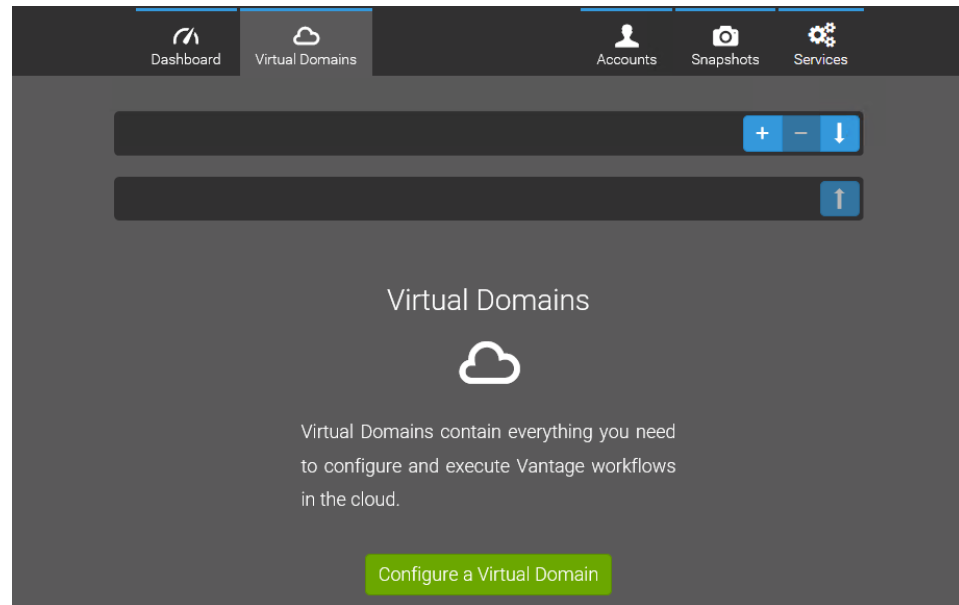 Dashboard
Virtual Domains
Accounts
Snapshots
Services
Virtual Domains
Virtual Domains contain everything you need
to configure and execute Vantage workflows
in the cloud.
Configure a Virtual Domain